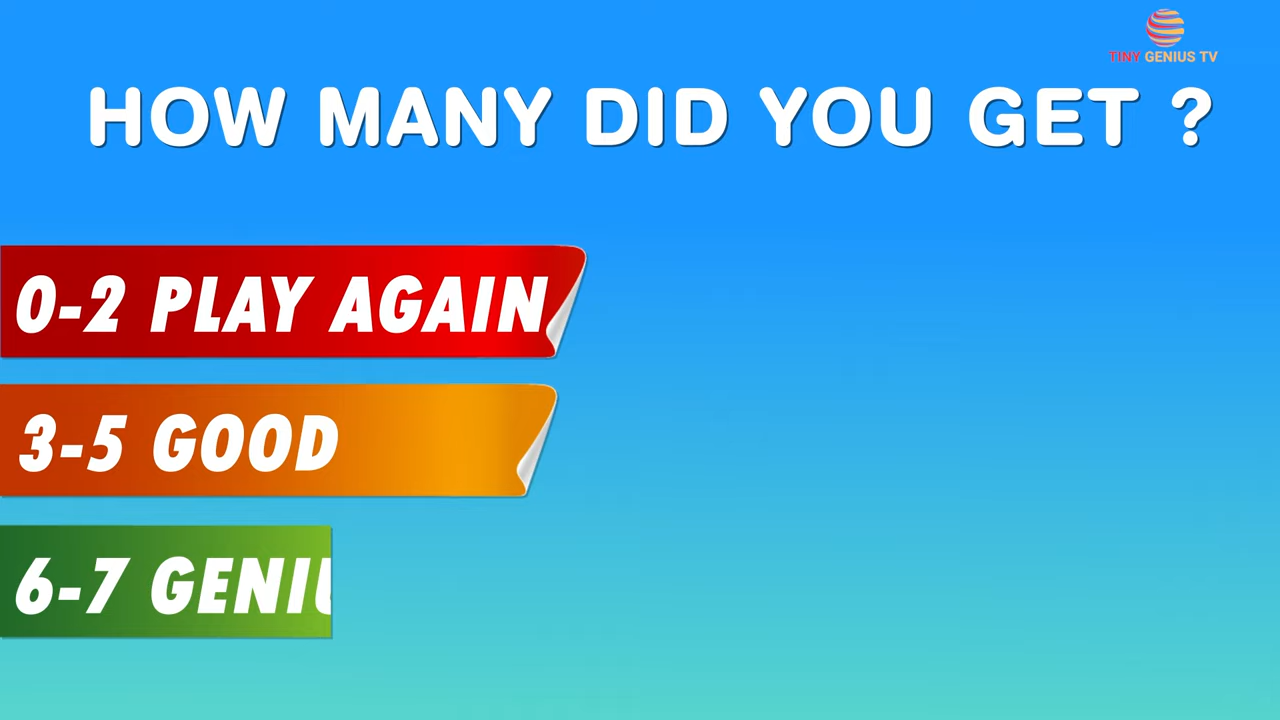 TINY GENIUS TV
HOW MANY DID YOU GET ?
0-2 PLAY AGAIN
3-5 GOOD
6-7